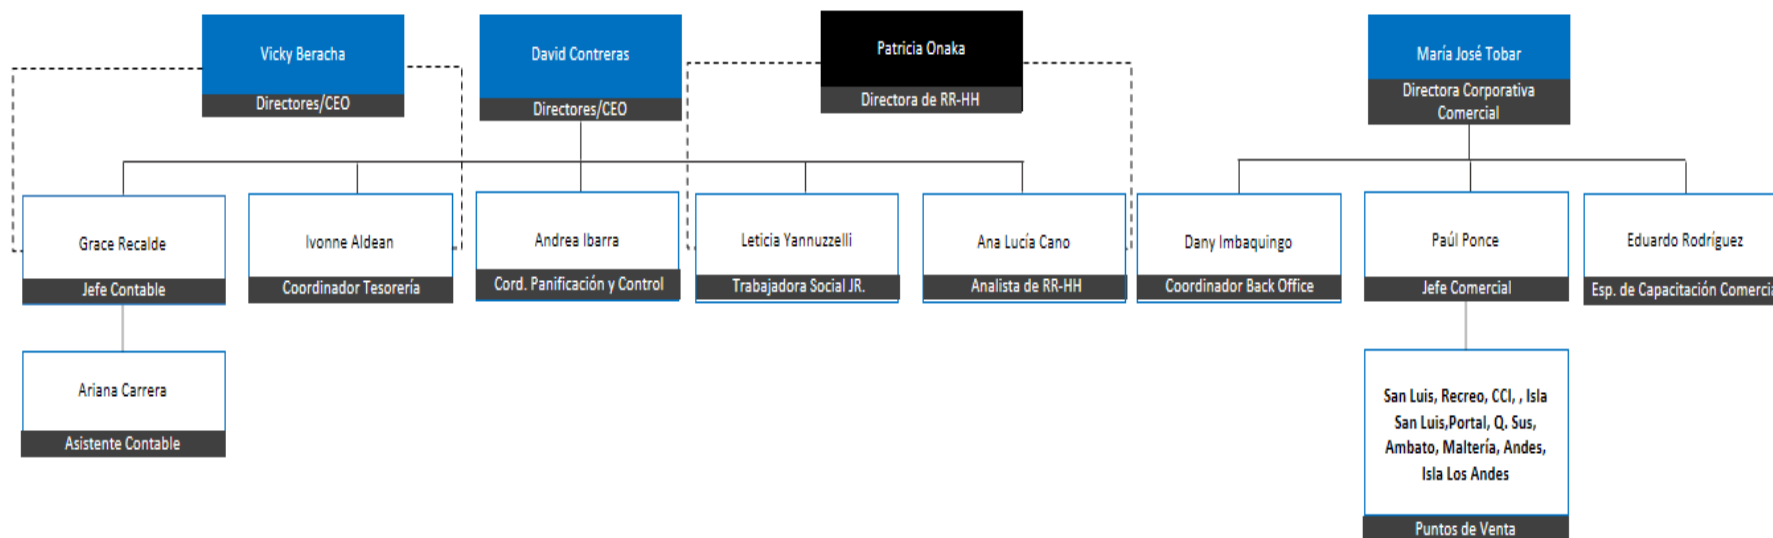 Vicky Beracha
Directores/CEO
David Contreras
Directores/CEO
Patricia Onaka
Directora de RR-HH
María José Tobar
Directora Corporativa
Comercial
Grace Recalde
Jefe Contable
Ivonne Aldean
Coordinador Tesorería
Andrea Ibarra
Cord. Panificación y Control
Leticia Yannuzzelli
Trabajadora Social JR.
Ana Lucía Cano
Analista de RR-HH
Dany Imbaquingo
Coordinador Back Office
Paúl Ponce
Jefe Comercial
Eduardo Rodríguez
Esp. de Capacitación Comercia
Ariana Carrera
Asistente Contable
San Luis, Recreo, CCI, , Isla
San Luis,Portal, Q. Sus,
Ambato, Maltería, Andes,
Isla Los Andes
Puntos de Venta